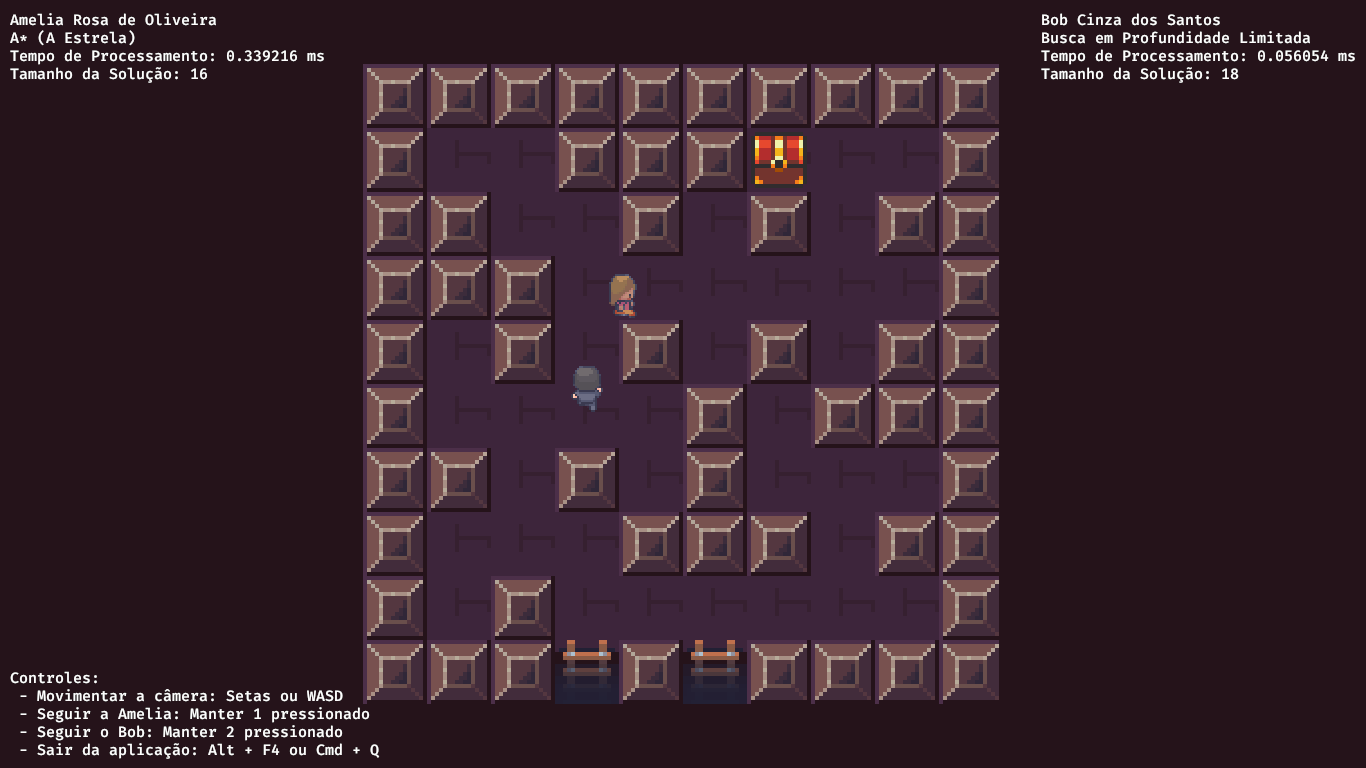 Amelia Rosa de Oliveira
A* (A Estrela)
Tempo de Processamento: 0.339216 ms
Tamanho da Solução: 16
Bob Cinza dos Santos
Busca em Profundidade Limitada
Tempo de Processamento: 0.056054 ms
Tamanho da Solução: 18
Controles:
- Movimentar a câmera: Setas ou WASD
- Seguir a Amelia: Manter 1 pressionado
- Seguir o Bob: Manter 2 pressionado
- Sair da aplicação: Alt + F4 ou Cmd + Q